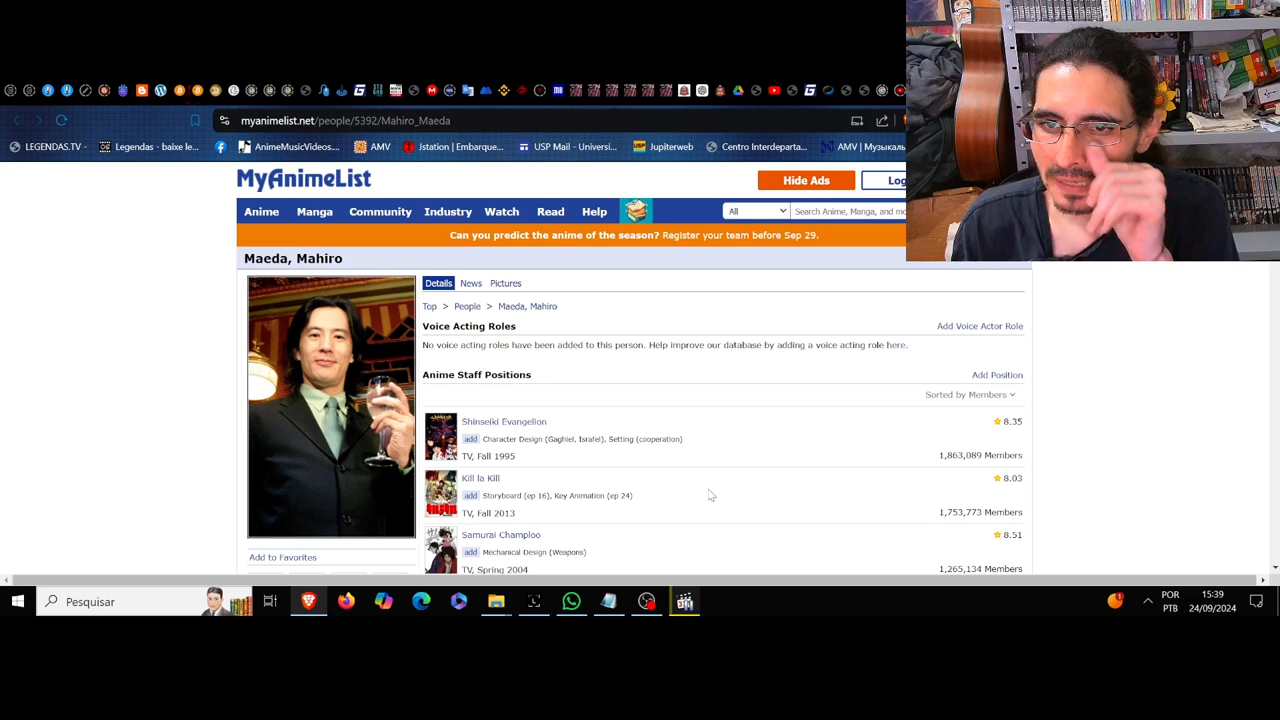 myanimelist.net/people/5392/Mahiro_Maeda
LEGENDAS.TV -
Legendas - baixe le...
AnimeMusicVideos....
AMV
Jstation | Embarque...
USP Mail - Universi...
Jupiterweb
Centro Interdeparta...
AMV | Музыкаль
MyAnimeList
Hide Ads
Log
Anime
Manga
Community
Industry
Watch
Read
Help
All
Search Anime, Manga, and mo
Can you predict the anime of the season? Register your team before Sep 29.
Maeda, Mahiro
Details
News
Pictures
Top > People > Maeda, Mahiro
Voice Acting Roles
Add Voice Actor Role
No voice acting roles have been added to this person. Help improve our database by adding a voice acting role here.
Anime Staff Positions
Add Position
Sorted by Members
Shinseiki Evangelion
8.35
add Character Design (Gaghiel, Israfel), Setting (cooperation)
TV, Fall 1995
1,863,089 Members
Kill la Kill
8.03
add Storyboard (ep 16), Key Animation (ep 24)
TV, Fall 2013
1,753,773 Members
Samurai Champloo
8.51
add Mechanical Design (Weapons)
TV, Spring 2004
1,265,134 Members
Add to Favorites
Pesquisar
POR
PTB
15:39
24/09/2024